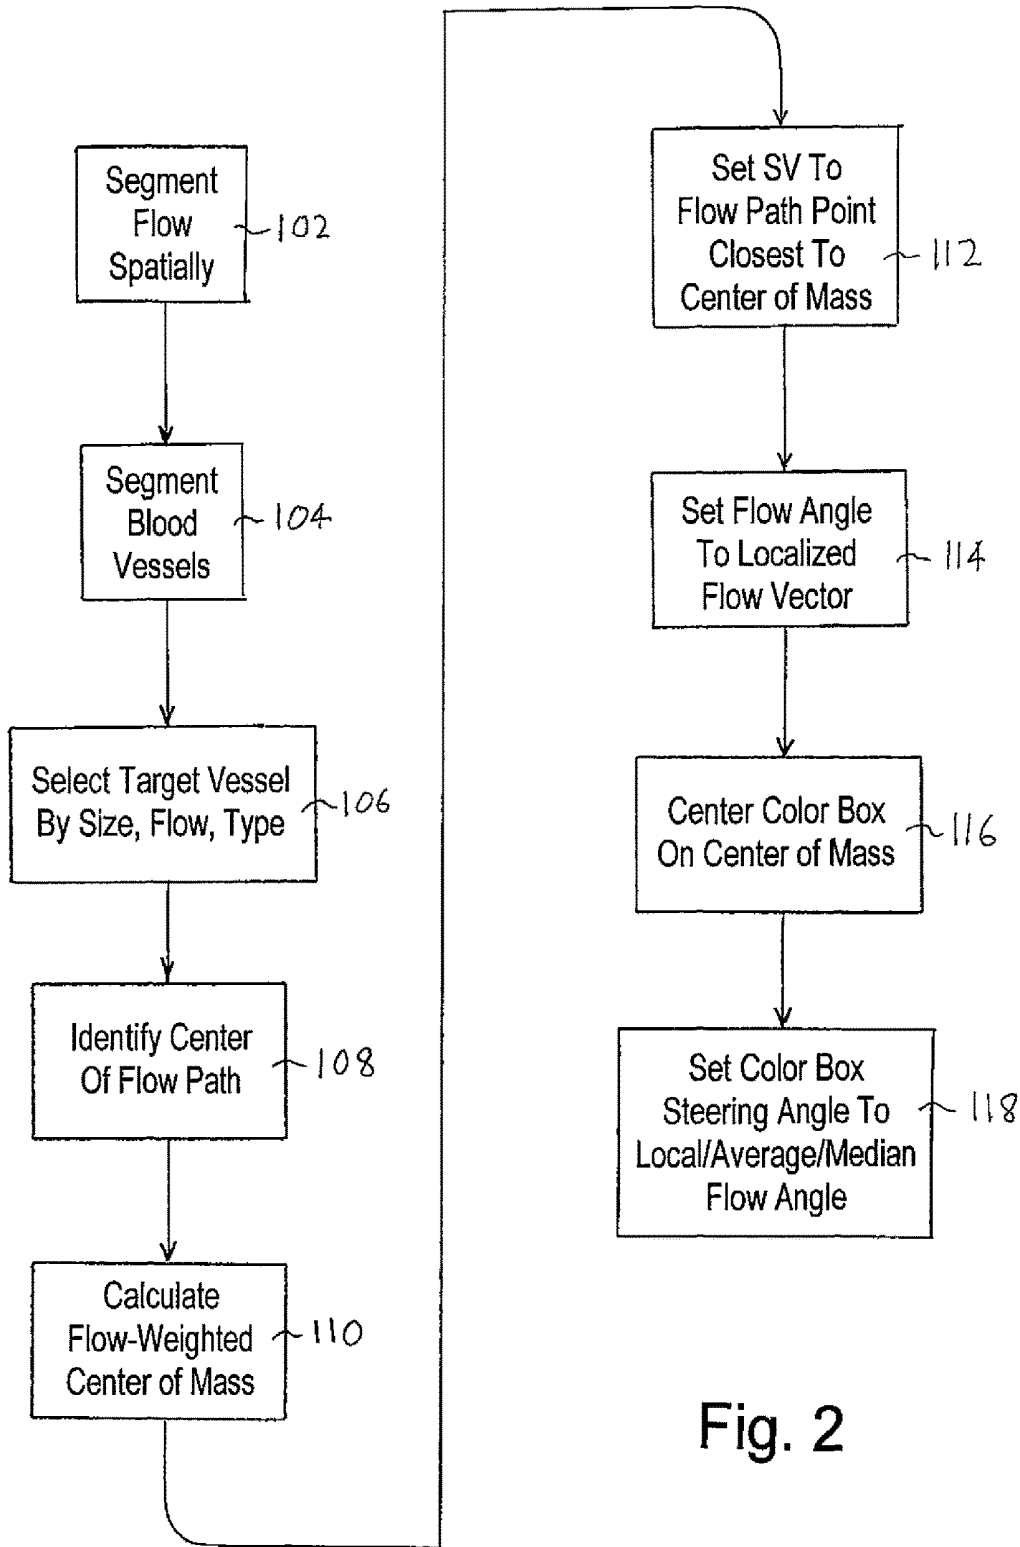 Segment
Flow
Spatially
102
Segment
Blood
Vessels
104
Select Target Vessel
By Size, Flow, Type
106
Identify Center
Of Flow Path
108
Calculate
Flow-Weighted
Center of Mass
110
Set SV To
Flow Path Point
Closest To
Center of Mass
112
Set Flow Angle
To Localized
Flow Vector
114
Center Color Box
On Center of Mass
116
Set Color Box
Steering Angle To
Local/Average/Median
Flow Angle
118
Fig. 2